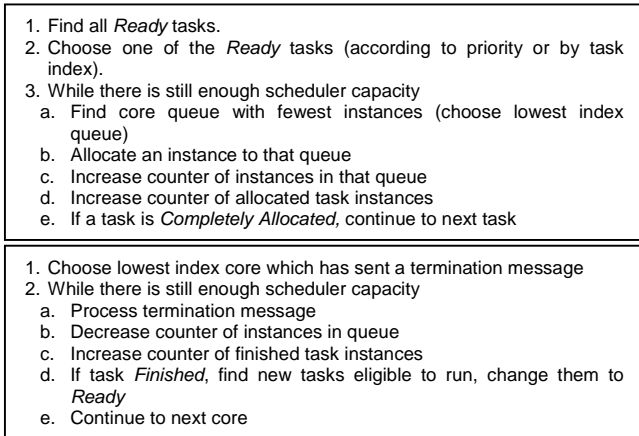 1. Find all Ready tasks.
2. Choose one of the Ready tasks (according to priority or by task
index).
3. While there is still enough scheduler capacity
a. Find core queue with fewest instances (choose lowest index
queue)
b. Allocate an instance to that queue
c. Increase counter of instances in that queue
d. Increase counter of allocated task instances
e. If a task is Completely Allocated, continue to next task
1. Choose lowest index core which has sent a termination message
2. While there is still enough scheduler capacity
a. Process termination message
b. Decrease counter of instances in queue
c. Increase counter of finished task instances
d. If task Finished, find new tasks eligible to run, change them to
Ready
e. Continue to next core